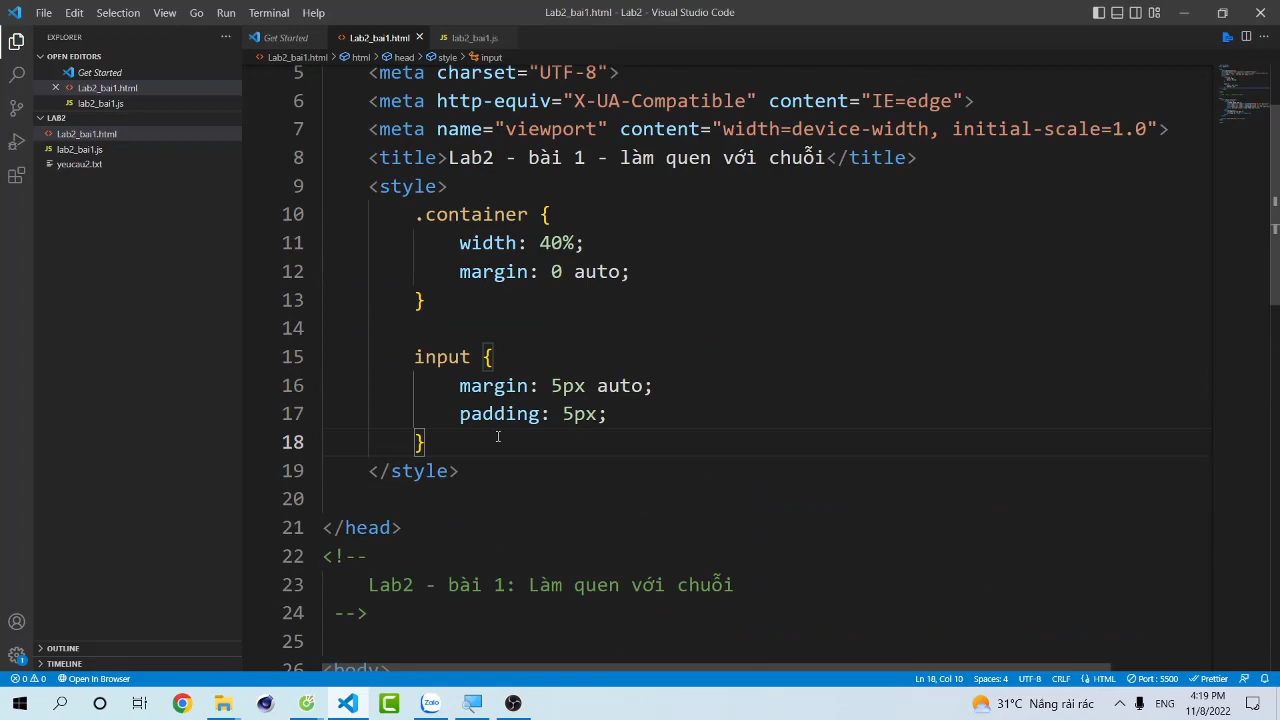 File Edit Selection View Go Run Terminal Help
Lab2_bai1.html - Lab2 - Visual Studio Code
EXPLORER
OPEN EDITORS
Get Started
Lab2_bai1.html
lab2_bai1.js
LAB2
Lab2_bai1.html
lab2_bai1.js
yeucau2.txt
OUTLINE
TIMELINE
Get Started Lab2_bai1.html lab2_bai1.js
Lab2_bai1.html html head style input
5 <meta charset="UTF-8">
6 <meta http-equiv="X-UA-Compatible" content="IE=edge">
7 <meta name="viewport" content="width=device-width, initial-scale=1.0">
8 <title>Lab2 - bài 1 - làm quen với chuỗi</title>
9 <style>
10 .container {
11 width: 40%;
12 margin: 0 auto;
13 }
14
15 input {
16 margin: 5px auto;
17 padding: 5px;
18 }
19 </style>
20
21 </head>
22 <!--
23 Lab2 - bài 1: Làm quen với chuỗi
24 -->
25
26 <body>
0 0 Open In Browser
Ln 18, Col 10 Spaces: 4 UTF-8 CRLF HTML Port : 5500 Prettier
1
Zalo
31°C Nắng rải rác
4:19 PM
11/8/2022